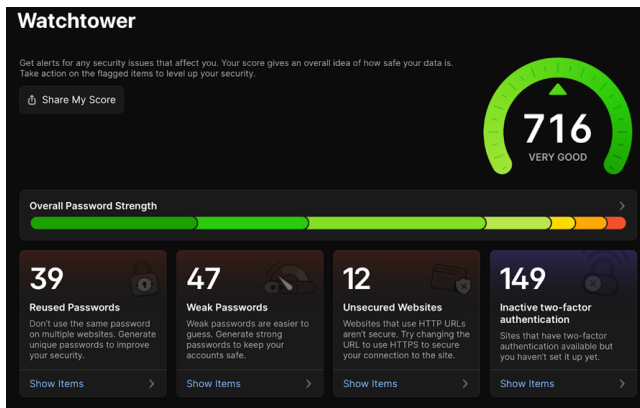 Watchtower
Get alerts for any security issues that affect you. Your score gives an overall idea of how safe your data is.
Take action on the flagged items to level up your security.
Share My Score
716
VERY GOOD
Overall Password Strength
39
Reused Passwords
Don't use the same password
on multiple websites. Generate
unique passwords to improve
your security.
Show Items
47
Weak Passwords
Weak passwords are easier to
guess. Generate strong
passwords to keep your
accounts safe.
Show Items
12
Unsecured Websites
Websites that use HTTP URLs
aren't secure. Try changing the
URL to use HTTPS to secure
your connection to the site.
Show Items
149
Inactive two-factor
authentication
Sites that have two-factor
authentication available but
you haven't set it up yet.
Show Items